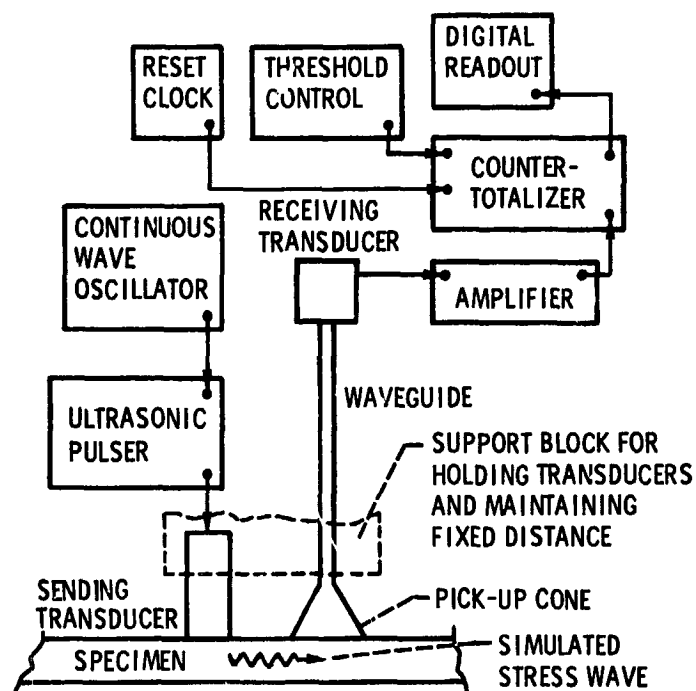 RESET
CLOCK
THRESHOLD
CONTROL
DIGITAL
READOUT
COUNTER-
TOTALIZER
RECEIVING
TRANSDUCER
CONTINUOUS
WAVE
OSCILLATOR
AMPLIFIER
ULTRASONIC
PULSER
WAVEGUIDE
SUPPORT BLOCK FOR
HOLDING TRANSDUCERS
AND MAINTAINING
FIXED DISTANCE
SENDING
TRANSDUCER
PICK-UP CONE
SPECIMEN
SIMULATED
STRESS WAVE